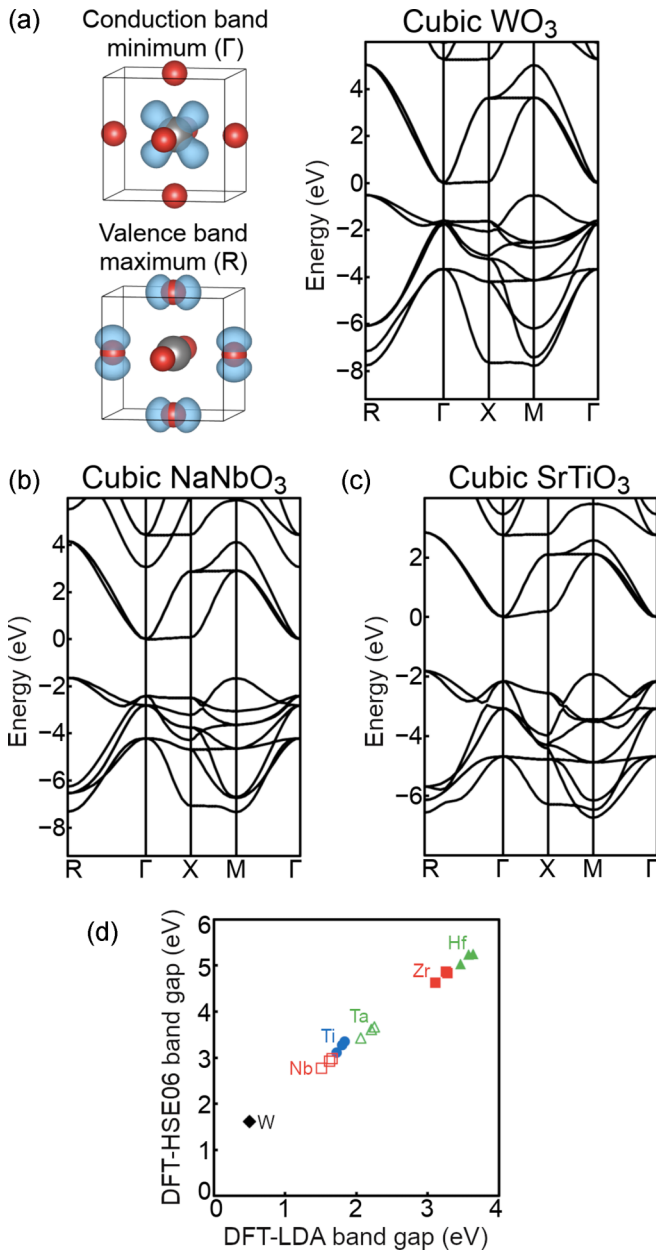 (a)
Conduction band
minimum (Γ)
Valence band
maximum (R)
Cubic WO₃
Energy (eV)
4
2
0
−2
−4
−6
−8
R Γ X M Γ
(b)
Cubic NaNbO₃
Energy (eV)
4
2
0
−2
−4
−6
−8
R Γ X M Γ
(c)
Cubic SrTiO₃
Energy (eV)
2
0
−2
−4
−6
R Γ X M Γ
(d)
DFT-HSE06 band gap (eV)
6
5
4
3
2
1
0
Hf
Zr
Ta
Ti
Nb
W
0 1 2 3 4
DFT-LDA band gap (eV)